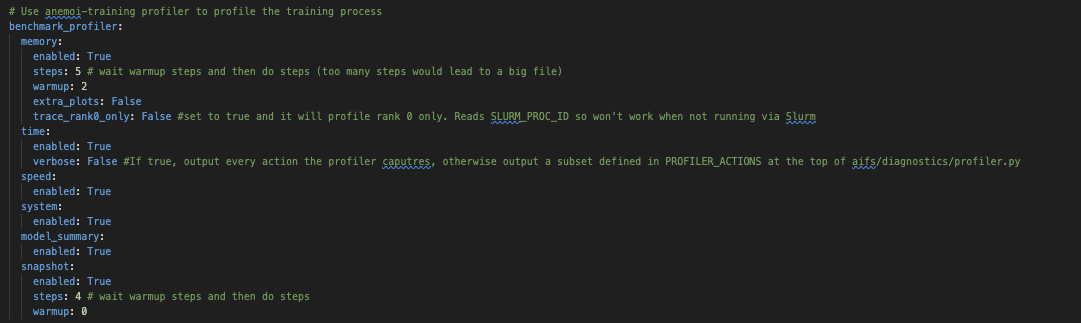 # Use anemoi-training profiler to profile the training process
benchmark_profiler:
  memory:
    enabled: True
    steps: 5 # wait warmup steps and then do steps (too many steps would lead to a big file)
    warmup: 2
    extra_plots: False
    trace_rank0_only: False #set to true and it will profile rank 0 only. Reads SLURM_PROC_ID so won't work when not running via Slurm
  time:
    enabled: True
    verbose: False #If true, output every action the profiler caputres, otherwise output a subset defined in PROFILER_ACTIONS at the top of aifs/diagnostics/profiler.py
  speed:
    enabled: True
  system:
    enabled: True
  model_summary:
    enabled: True
  snapshot:
    enabled: True
    steps: 4 # wait warmup steps and then do steps
    warmup: 0